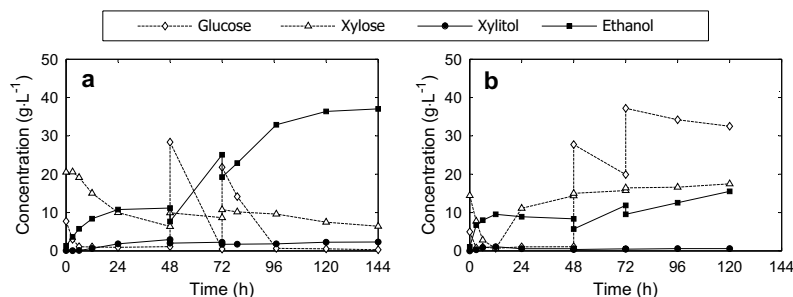 Glucose Xylose Xylitol Ethanol
a
50
40
30
20
10
0
0 24 48 72 96 120 144
Time (h)
Concentration (g·L⁻¹)
b
50
40
30
20
10
0
0 24 48 72 96 120 144
Time (h)
Concentration (g·L⁻¹)